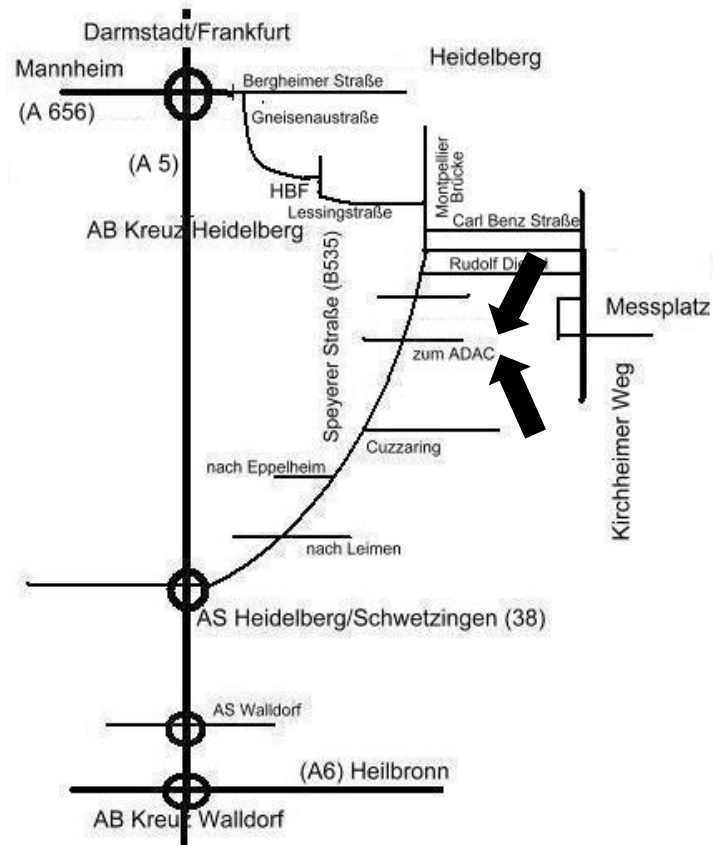 Darmstadt/Frankfurt
Heidelberg
Mannheim
Bergheimer Straße
(A 656)
Gneisenaustraße
(A 5)
Montpellier
Brücke
HBF
Lessingstraße
Carl Benz Straße
AB Kreuz Heidelberg
Speyerer Straße (B535)
Rudolf
Messplatz
zum ADAC
Kirchheimer Weg
Cuzzaring
nach Eppelheim
nach Leimen
AS Heidelberg/Schwetzingen (38)
AS Walldorf
(A6) Heilbronn
AB Kreuz Walldorf